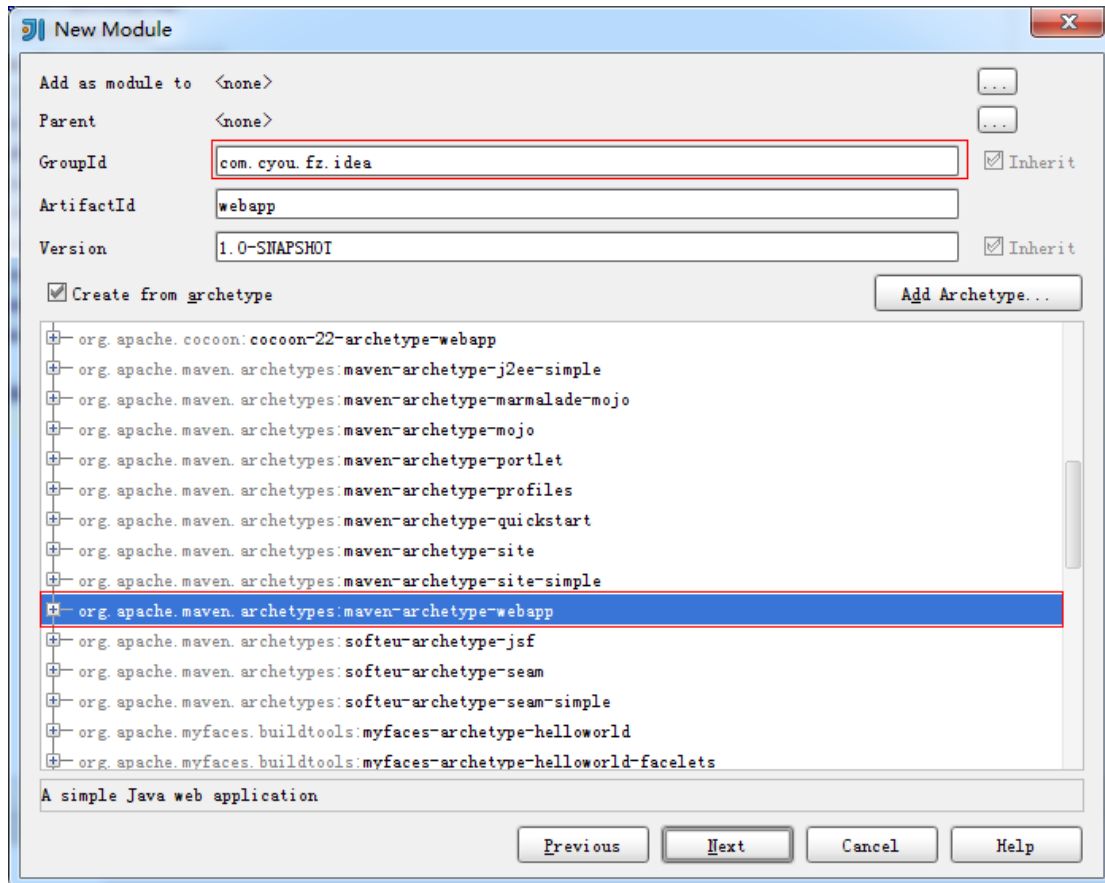 New Module
Add as module to <none> ...
Parent <none> ...
GroupId com.cyou.fz.idea Inherit
ArtifactId webapp
Version 1.0-SNAPSHOT Inherit
Create from archetype Add Archetype...
org.apache.cocoon:cocoon-22-archetype-webapp
org.apache.maven.archetypes:maven-archetype-j2ee-simple
org.apache.maven.archetypes:maven-archetype-marmalade-mojo
org.apache.maven.archetypes:maven-archetype-mojo
org.apache.maven.archetypes:maven-archetype-portlet
org.apache.maven.archetypes:maven-archetype-profiles
org.apache.maven.archetypes:maven-archetype-quickstart
org.apache.maven.archetypes:maven-archetype-site
org.apache.maven.archetypes:maven-archetype-site-simple
org.apache.maven.archetypes:maven-archetype-webapp
org.apache.maven.archetypes:softeu-archetype-jsf
org.apache.maven.archetypes:softeu-archetype-seam
org.apache.maven.archetypes:softeu-archetype-seam-simple
org.apache.myfaces.buildtools:myfaces-archetype-helloworld
org.apache.myfaces.buildtools:myfaces-archetype-helloworld-facelets
A simple Java web application
Previous Next Cancel Help